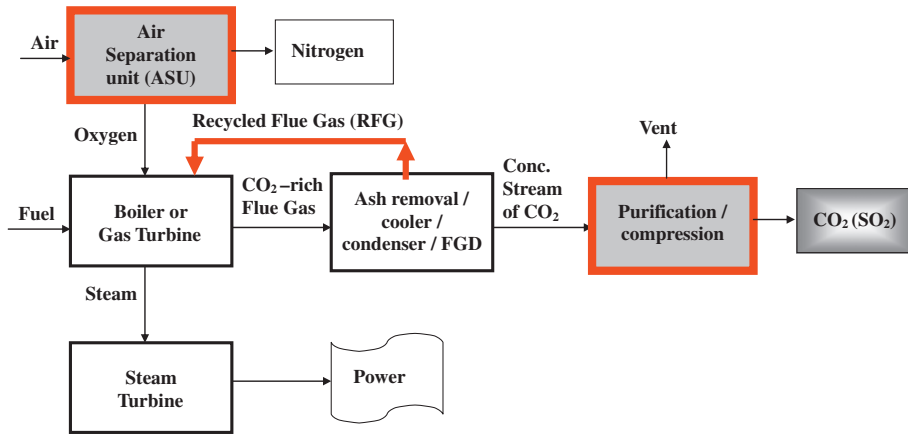 Air
Air
Separation
unit (ASU)
Nitrogen
Oxygen
Recycled Flue Gas (RFG)
Vent
Fuel
Boiler or
Gas Turbine
CO₂–rich
Flue Gas
Ash removal /
cooler /
condenser / FGD
Conc.
Stream
of CO₂
Purification /
compression
CO₂ (SO₂)
Steam
Steam
Turbine
Power